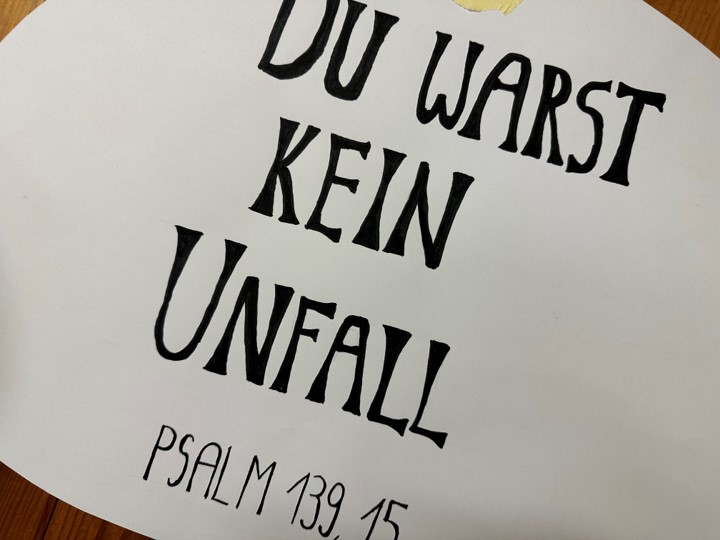 DU WARST
KEIN
UNFALL
PSALM 139, 15